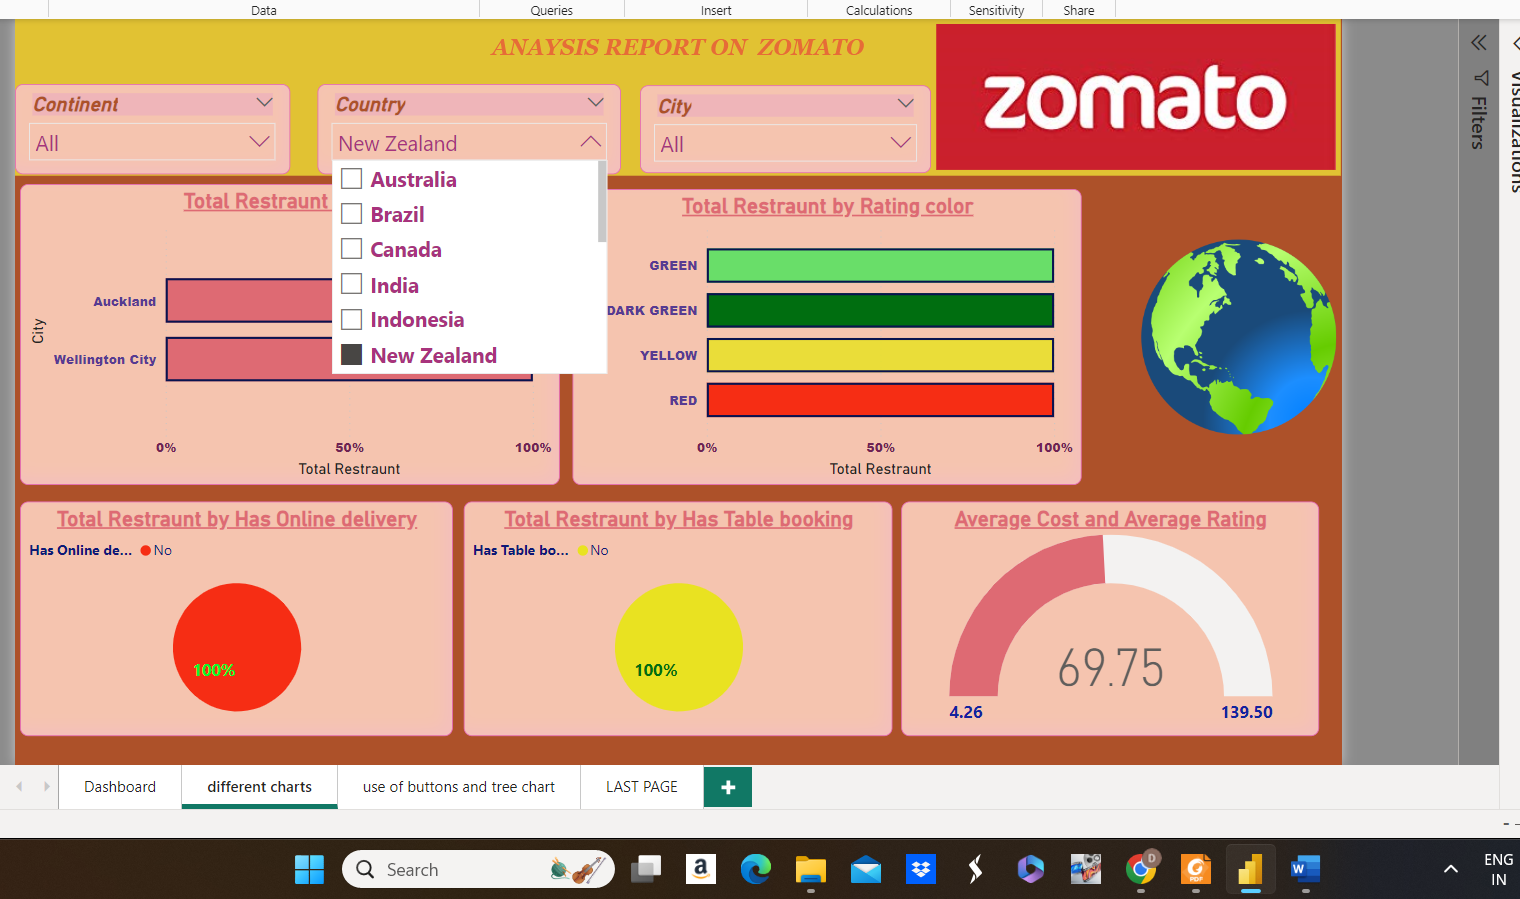 Data
Queries
Insert
Calculations
Sensitivity
Share
ANAYSIS REPORT ON ZOMATO
zomato
Continent
All
Country
New Zealand
City
All
Australia
Brazil
Canada
India
Indonesia
New Zealand
Filters
Visualizations
Total Restraunt
City
Auckland
Wellington City
0%
50%
100%
Total Restraunt
Total Restraunt by Rating color
GREEN
DARK GREEN
YELLOW
RED
0%
50%
100%
Total Restraunt
Total Restraunt by Has Online delivery
Has Online de... No
100%
Total Restraunt by Has Table booking
Has Table bo... No
100%
Average Cost and Average Rating
69.75
4.26
139.50
Dashboard
different charts
use of buttons and tree chart
LAST PAGE
+
Search
a
PDF
D
W
ENG
IN